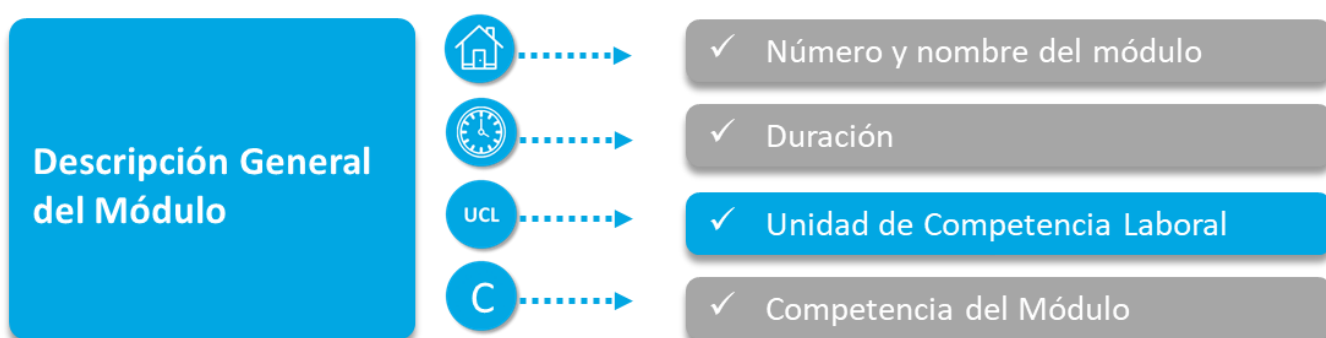 Descripción General
del Módulo
✓ Número y nombre del módulo
✓ Duración
UCL
✓ Unidad de Competencia Laboral
C
✓ Competencia del Módulo